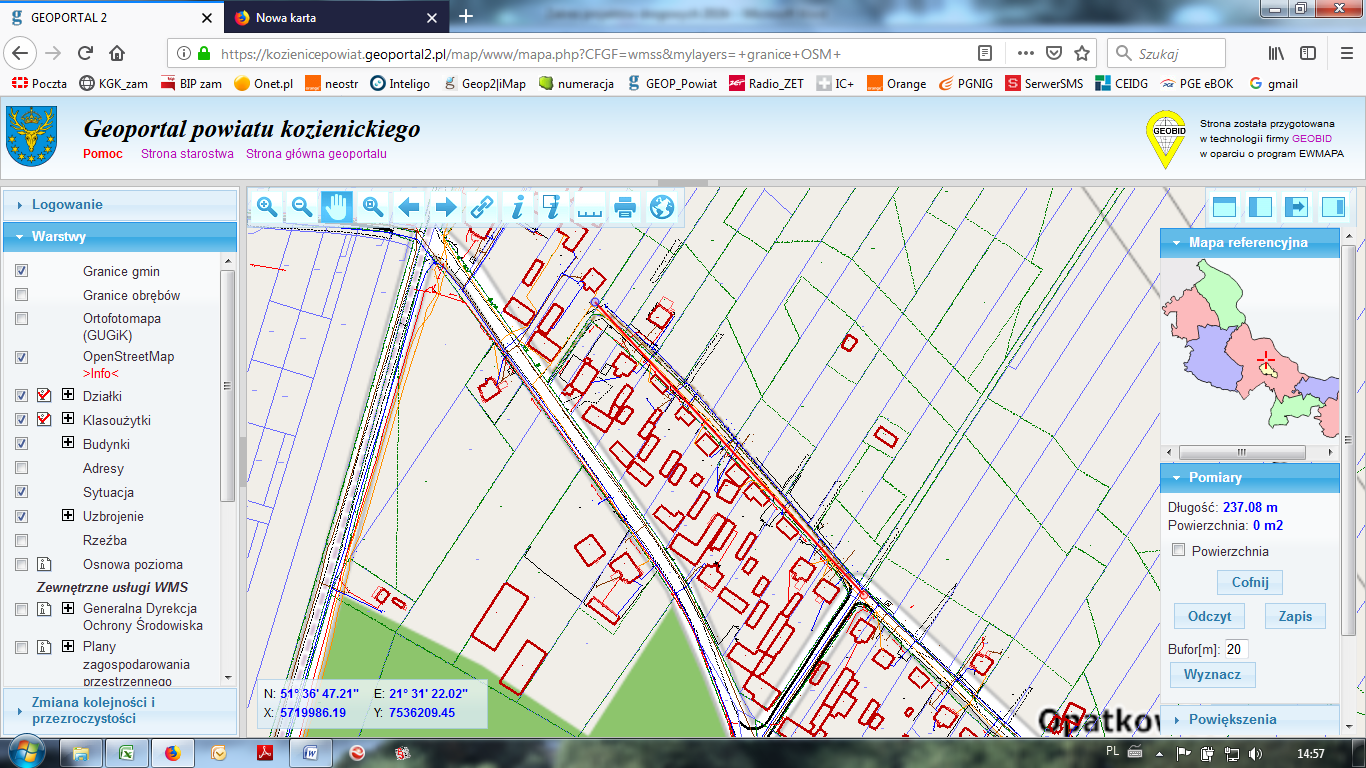 GEOPORTAL 2
Nowa karta
https://kozienicepowiat.geoportal2.pl/map/www/mapa.php?CFGF=wmss&mylayers=+granice+OSM+
Szukaj
Poczta
KGK_zam
BIP zam
Onet.pl
neostr
Inteligo
Geop2|iMap
numeracja
GEOP_Powiat
Radio_ZET
IC+
Orange
PGNIG
SerwerSMS
CEIDG
PGE eBOK
gmail
Geoportal powiatu kozienickiego
Pomoc Strona starostwa Strona główna geoportalu
GEOBID
Strona została przygotowana
w technologii firmy GEOBID
w oparciu o program EWMAPA
Logowanie
Warstwy
Granice gmin
Granice obrębów
Ortofotomapa
(GUGiK)
OpenStreetMap
>Info<
Działki
Klasoużytki
Budynki
Adresy
Sytuacja
Uzbrojenie
Rzeźba
Osnowa pozioma
Zewnętrzne usługi WMS
Generalna Dyrekcja
Ochrony Środowiska
Plany
zagospodarowania
przestrzennego
Zmiana kolejności i
przezroczystości
N: 51° 36' 47.21" E: 21° 31' 22.02"
X: 5719986.19 Y: 7536209.45
Opatkow
Mapa referencyjna
Pomiary
Długość: 237.08 m
Powierzchnia: 0 m2
Powierzchnia
Cofnij
Odczyt
Zapis
Bufor[m]: 20
Wyznacz
Powiększenia
PL
14:57